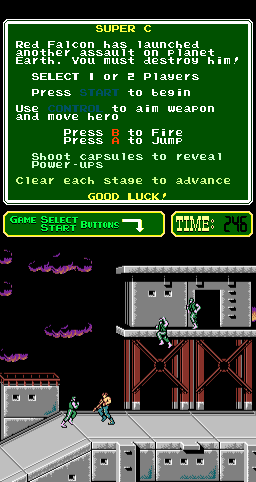 SUPER C
Red Falcon has launched
another assault on planet
Earth. You must destroy him!
SELECT 1 or 2 Players
Press START to begin
Use CONTROL to aim weapon
and move hero
Press B to Fire
Press A to Jump
Shoot capsules to reveal
Power-ups
Clear each stage to advance
GOOD LUCK!
GAME SELECT
START BUTTONS
TIME: 246